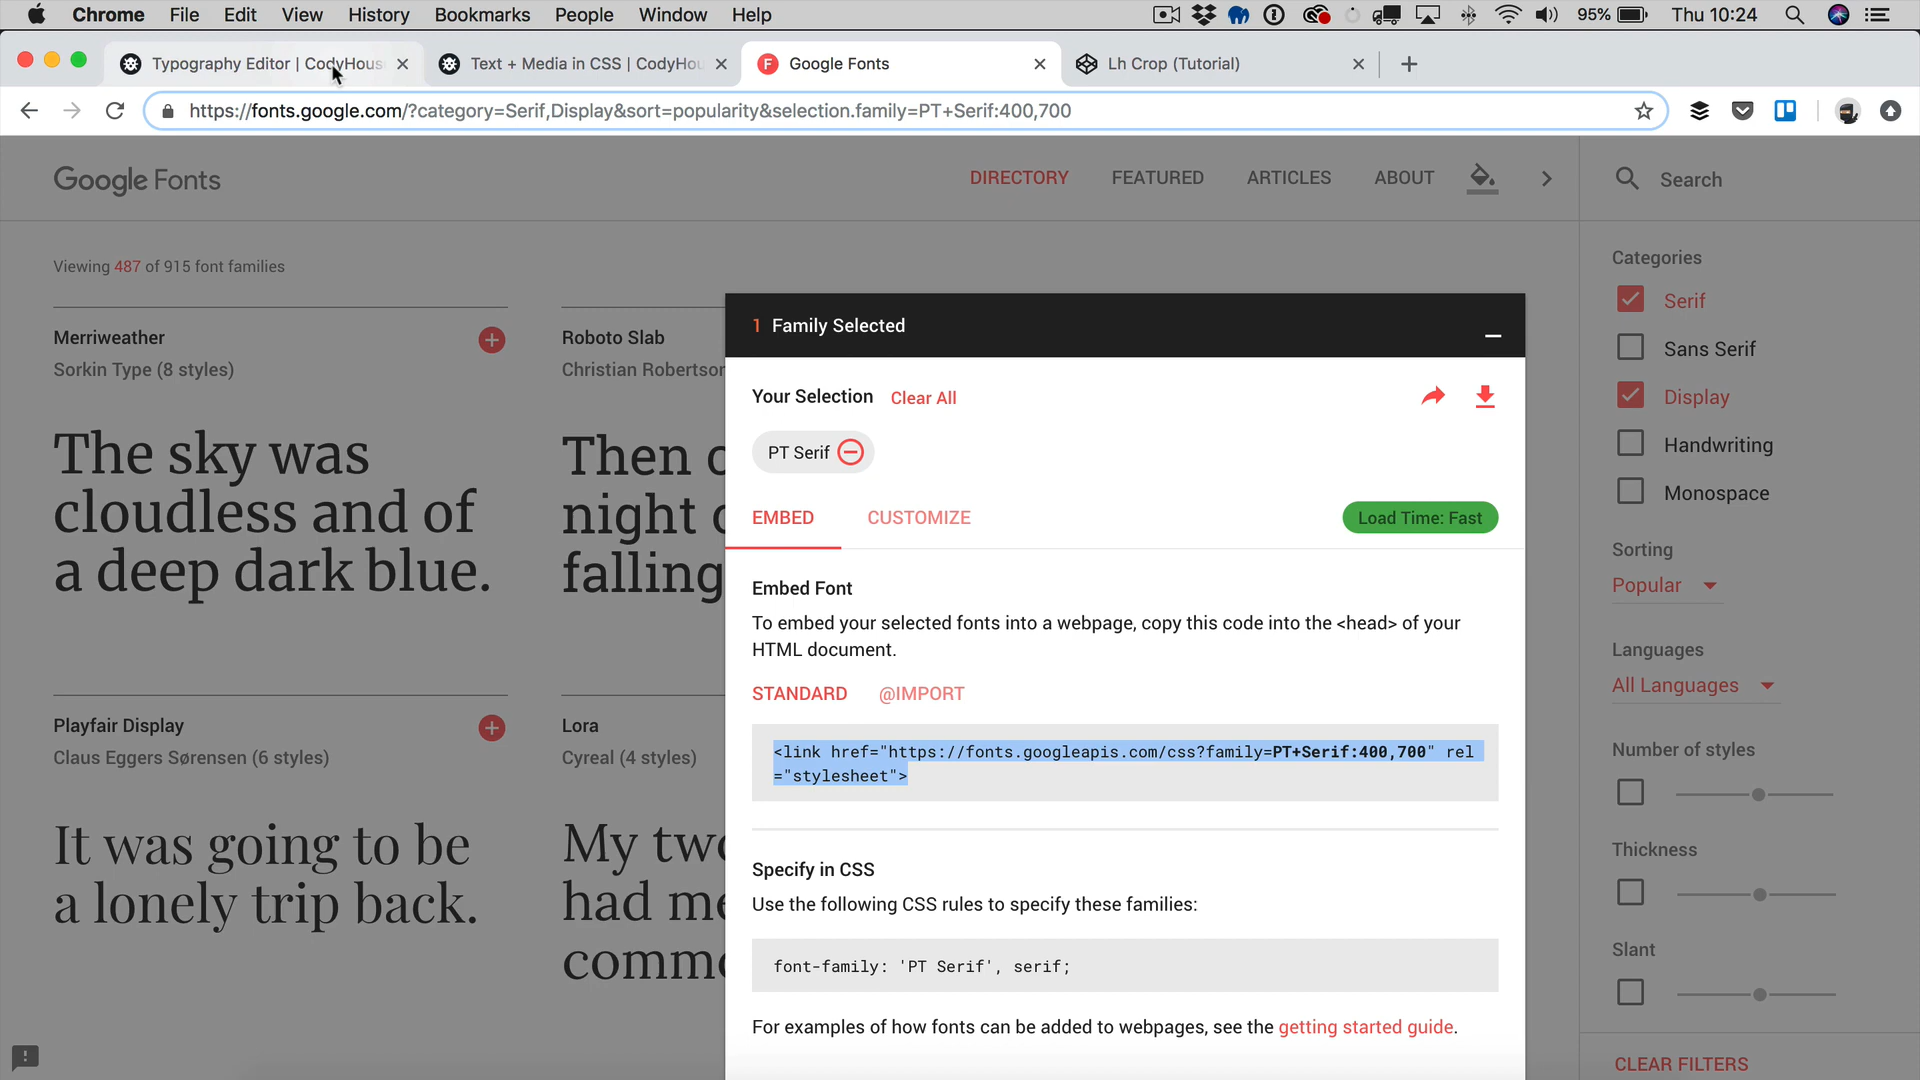 Chrome File Edit View History Bookmarks People Window Help 95% Thu 10:24
Typography Editor | CodyHous
Text + Media in CSS | CodyHou
Google Fonts
Lh Crop (Tutorial)
https://fonts.google.com/?category=Serif,Display&sort=popularity&selection.family=PT+Serif:400,700
Google Fonts
DIRECTORY FEATURED ARTICLES ABOUT
Search
Viewing 487 of 915 font families
Merriweather
Sorkin Type (8 styles)
The sky was
cloudless and of
a deep dark blue.
Roboto Slab
Christian Robertson
Then
night
falling
Playfair Display
Claus Eggers Sørensen (6 styles)
It was going to be
a lonely trip back.
Lora
Cyreal (4 styles)
My two
had me
comm
1 Family Selected
Your Selection Clear All
PT Serif
EMBED CUSTOMIZE Load Time: Fast
Embed Font
To embed your selected fonts into a webpage, copy this code into the <head> of your
HTML document.
STANDARD @IMPORT
<link href="https://fonts.googleapis.com/css?family=PT+Serif:400,700" rel
="stylesheet">
Specify in CSS
Use the following CSS rules to specify these families:
font-family: 'PT Serif', serif;
For examples of how fonts can be added to webpages, see the getting started guide.
Categories
Serif
Sans Serif
Display
Handwriting
Monospace
Sorting
Popular
Languages
All Languages
Number of styles
Thickness
Slant
CLEAR FILTERS